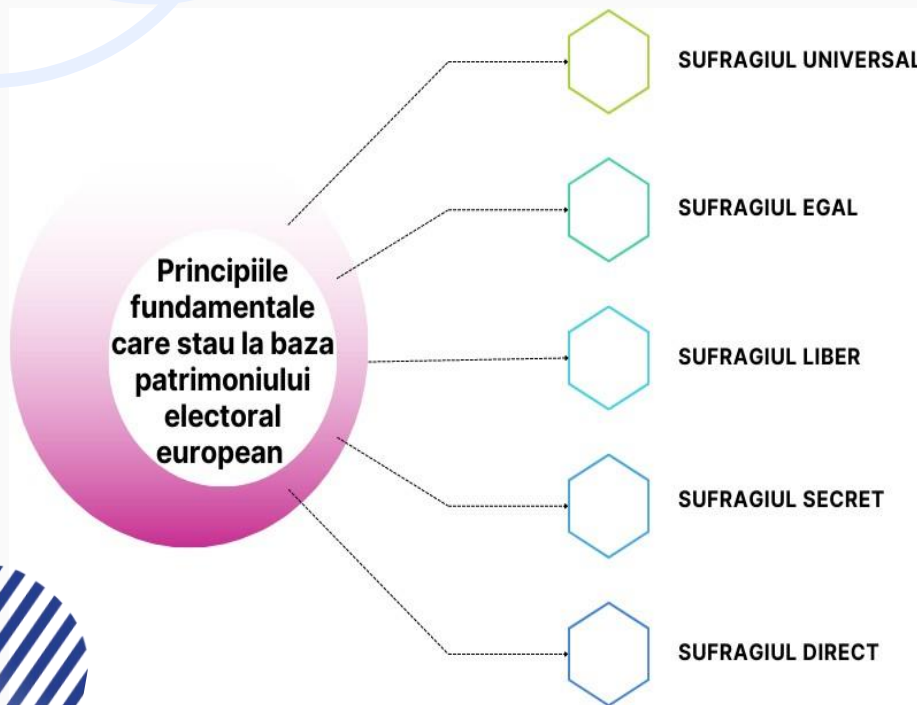 Principiile
fundamentale
care stau la baza
patrimoniului
electoral
european
SUFRAGIUL UNIVERSAL
SUFRAGIUL EGAL
SUFRAGIUL LIBER
SUFRAGIUL SECRET
SUFRAGIUL DIRECT